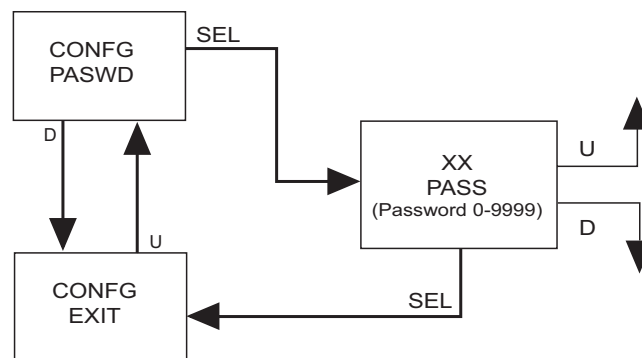 CONFG
PASWD
SEL
D
U
XX
PASS
(Password 0-9999)
U
D
CONFG
EXIT
SEL